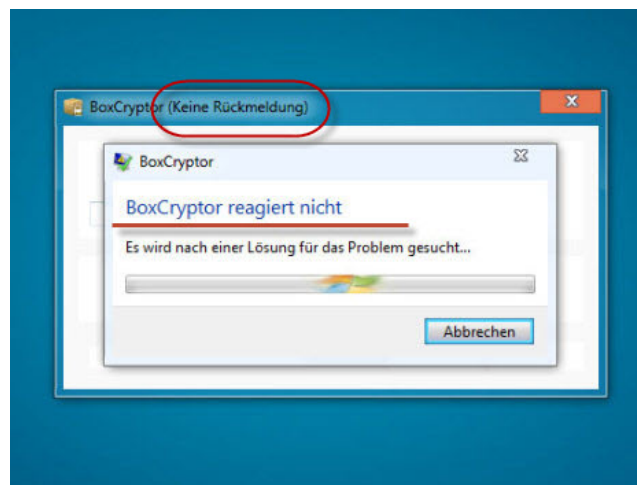 BoxCryptor (Keine Rückmeldung)
BoxCryptor
BoxCryptor reagiert nicht
Es wird nach einer Lösung für das Problem gesucht...
Abbrechen